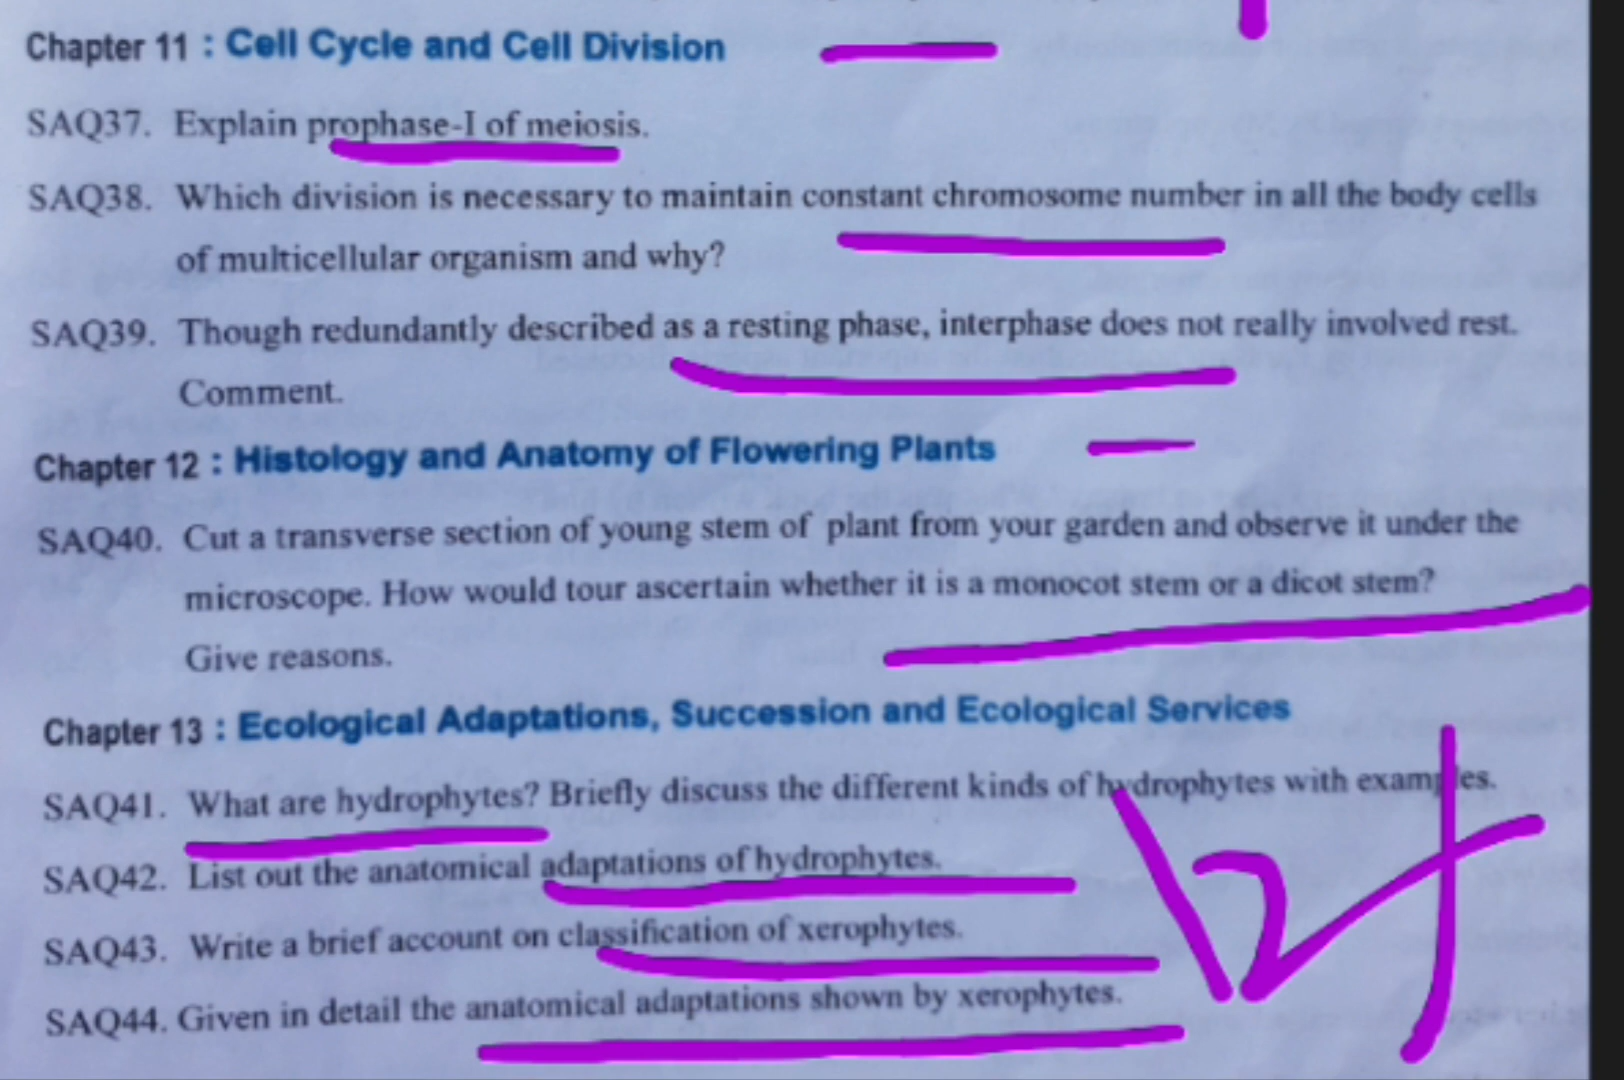 Chapter 11 : Cell Cycle and Cell Division
SAQ37. Explain prophase-I of meiosis.
SAQ38. Which division is necessary to maintain constant chromosome number in all the body cells
of multicellular organism and why?
SAQ39. Though redundantly described as a resting phase, interphase does not really involved rest.
Comment.
Chapter 12 : Histology and Anatomy of Flowering Plants
SAQ40. Cut a transverse section of young stem of plant from your garden and observe it under the
microscope. How would tour ascertain whether it is a monocot stem or a dicot stem?
Give reasons.
Chapter 13 : Ecological Adaptations, Succession and Ecological Services
SAQ41. What are hydrophytes? Briefly discuss the different kinds of hydrophytes with examples.
SAQ42. List out the anatomical adaptations of hydrophytes.
SAQ43. Write a brief account on classification of xerophytes.
SAQ44. Given in detail the anatomical adaptations shown by xerophytes.